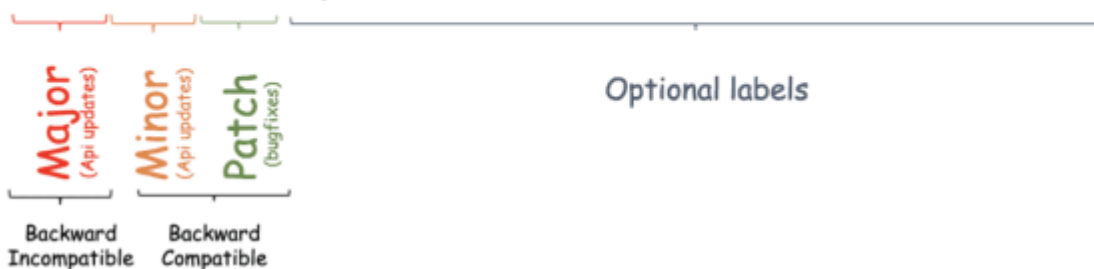 Major
(Api updates)
Minor
(Api updates)
Patch
(bugfixes)
Optional labels
Backward
Incompatible
Backward
Compatible